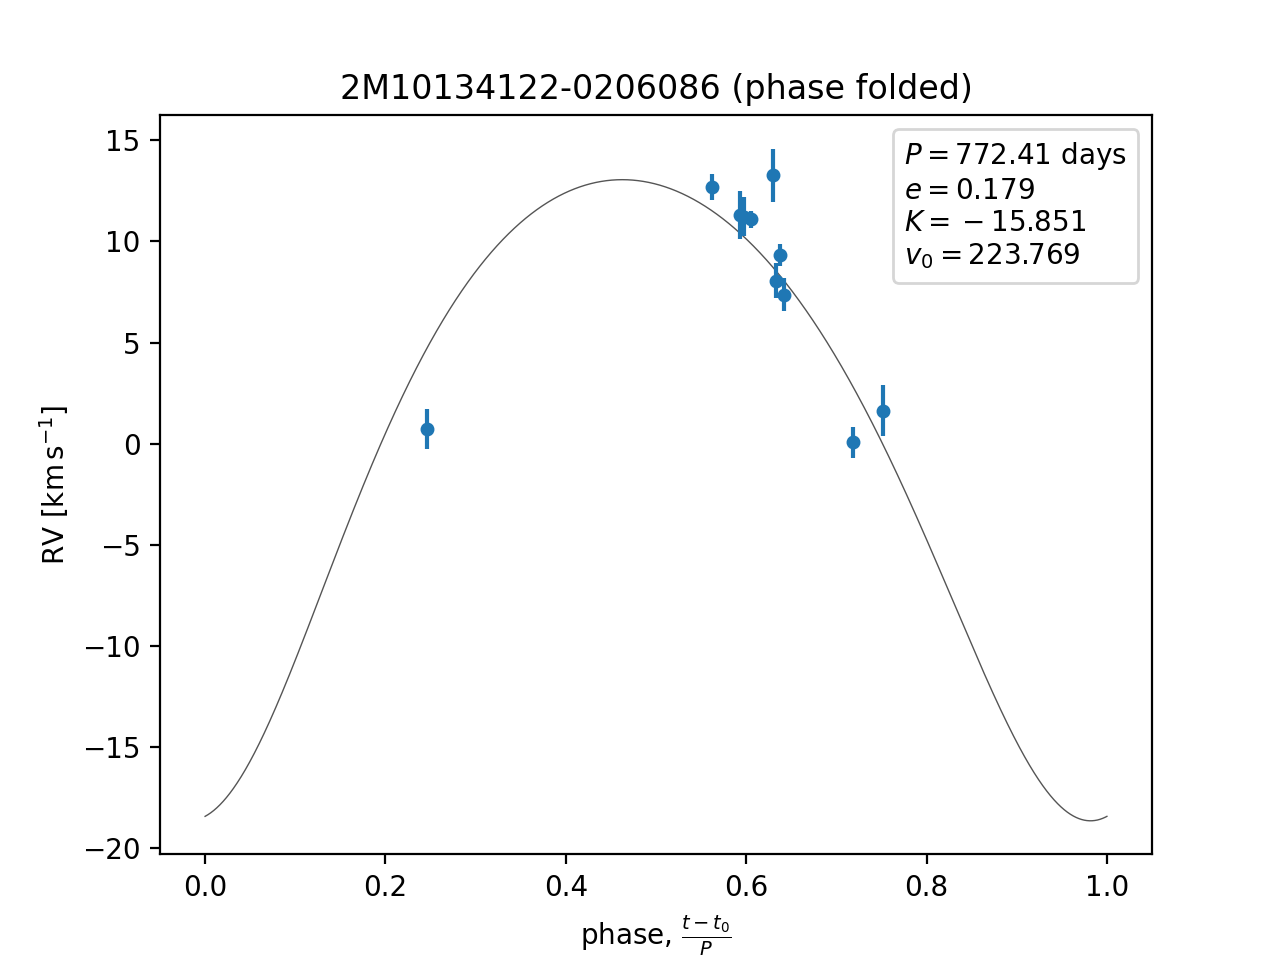 2M10134122-0206086 (phase folded)
P = 772.41 days
e = 0.179
K = −15.851
v₀ = 223.769
15
10
5
0
−5
−10
−15
−20
RV [km s⁻¹]
0.0 0.2 0.4 0.6 0.8 1.0
phase, (t − t₀)/P